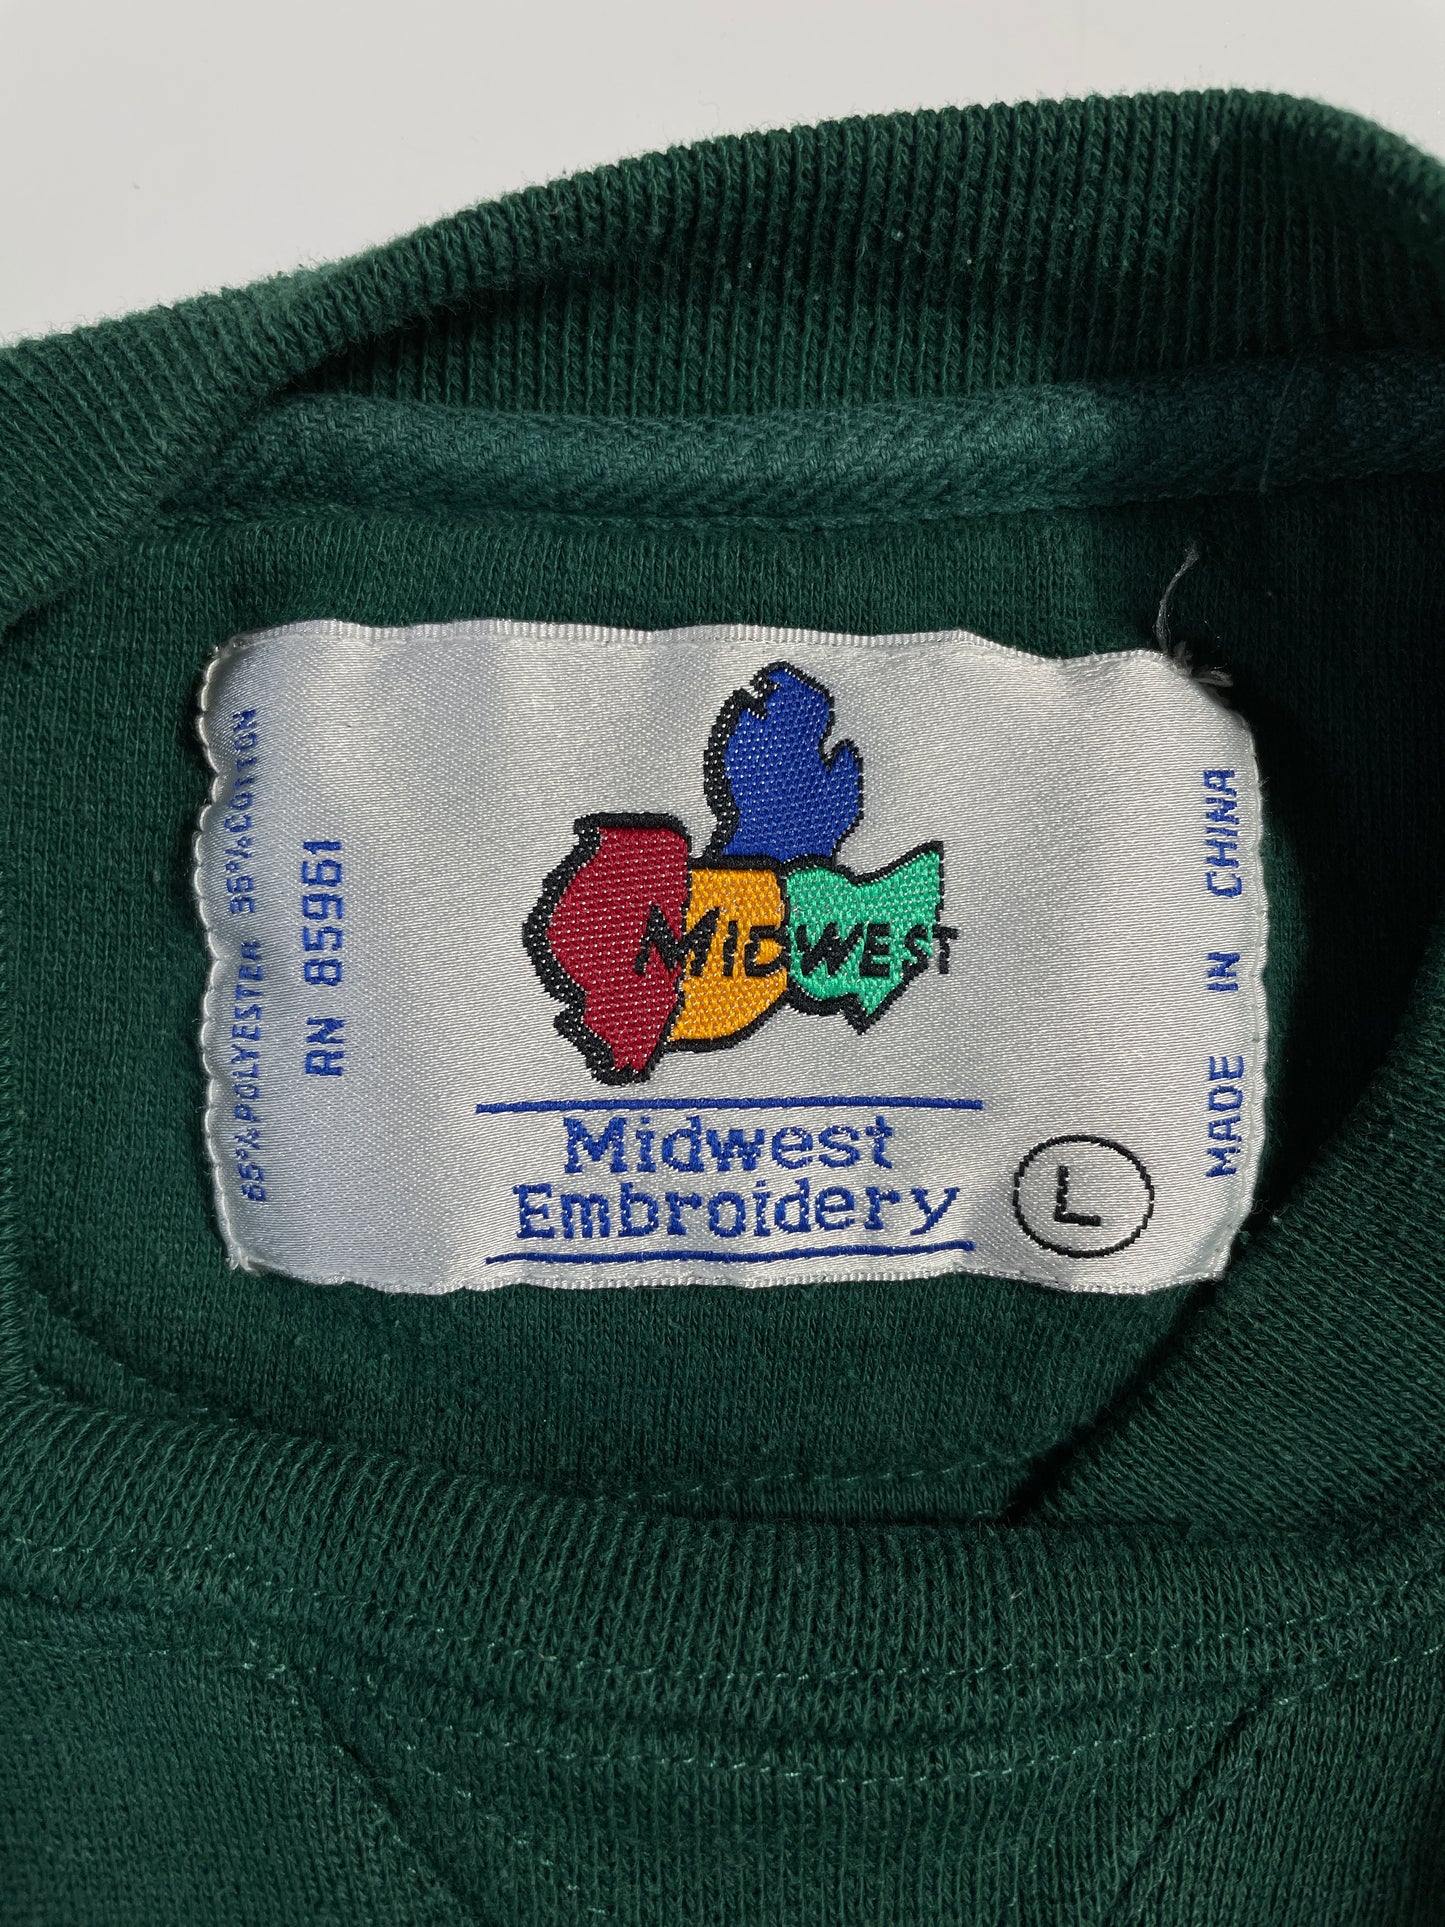 65% POLYESTER 35% COTTON
RN 85961
MIDWEST
Midwest
Embroidery
L
MADE IN CHINA